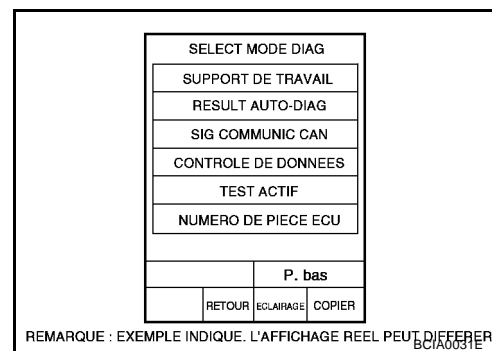 SELECT MODE DIAG
SUPPORT DE TRAVAIL
RESULT AUTO-DIAG
SIG COMMUNIC CAN
CONTROLE DE DONNEES
TEST ACTIF
NUMERO DE PIECE ECU
P. bas
RETOUR ECLAIRAGE COPIER
REMARQUE : EXEMPLE INDIQUE. L'AFFICHAGE REEL PEUT DIFFERER
BCIA0031E